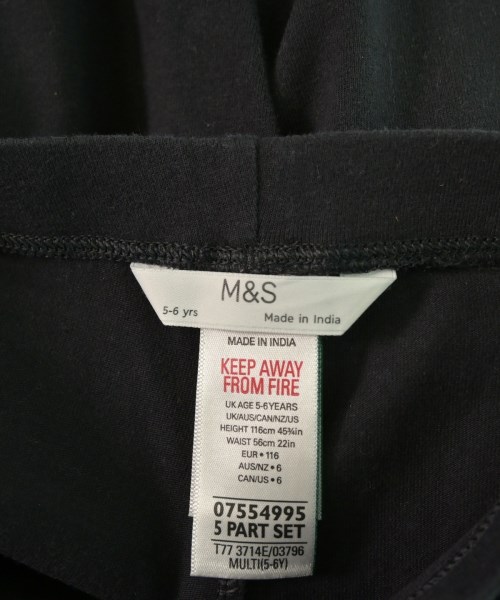 M&S
5-6 yrs
Made in India
MADE IN INDIA
KEEP AWAY
FROM FIRE
UK AGE 5-6 YEARS
UK/AUS/CAN/NZ/US
HEIGHT 116cm 45¾in
WAIST 56cm 22in
EUR • 116
AUS/NZ • 6
CAN/US • 6
07554995
5 PART SET
T77 3714E/03796
MULTI(5-6Y)